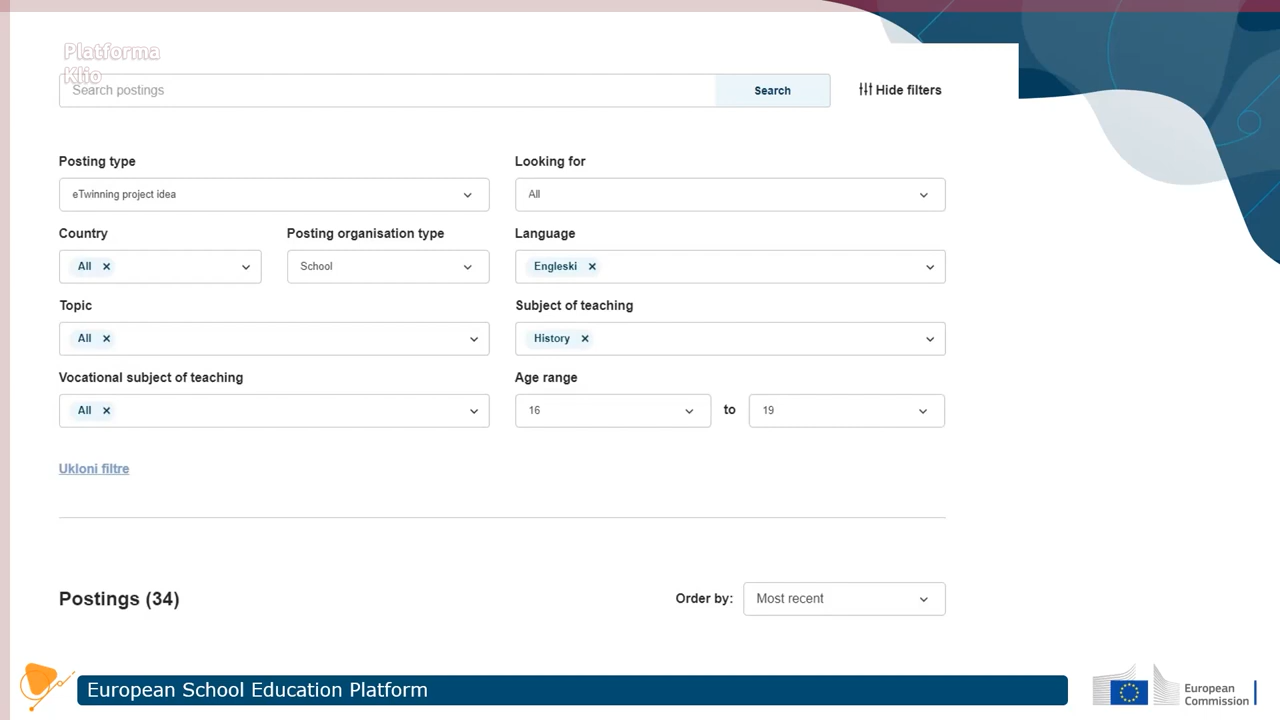 Platforma
Klio
Search postings
Search
Hide filters
Posting type
Looking for
eTwinning project idea
All
Country
Posting organisation type
Language
All ×
School
Engleski ×
Topic
Subject of teaching
All ×
History ×
Vocational subject of teaching
Age range
All ×
16
to
19
Ukloni filtre
Postings (34)
Order by:
Most recent
European School Education Platform
European
Commission